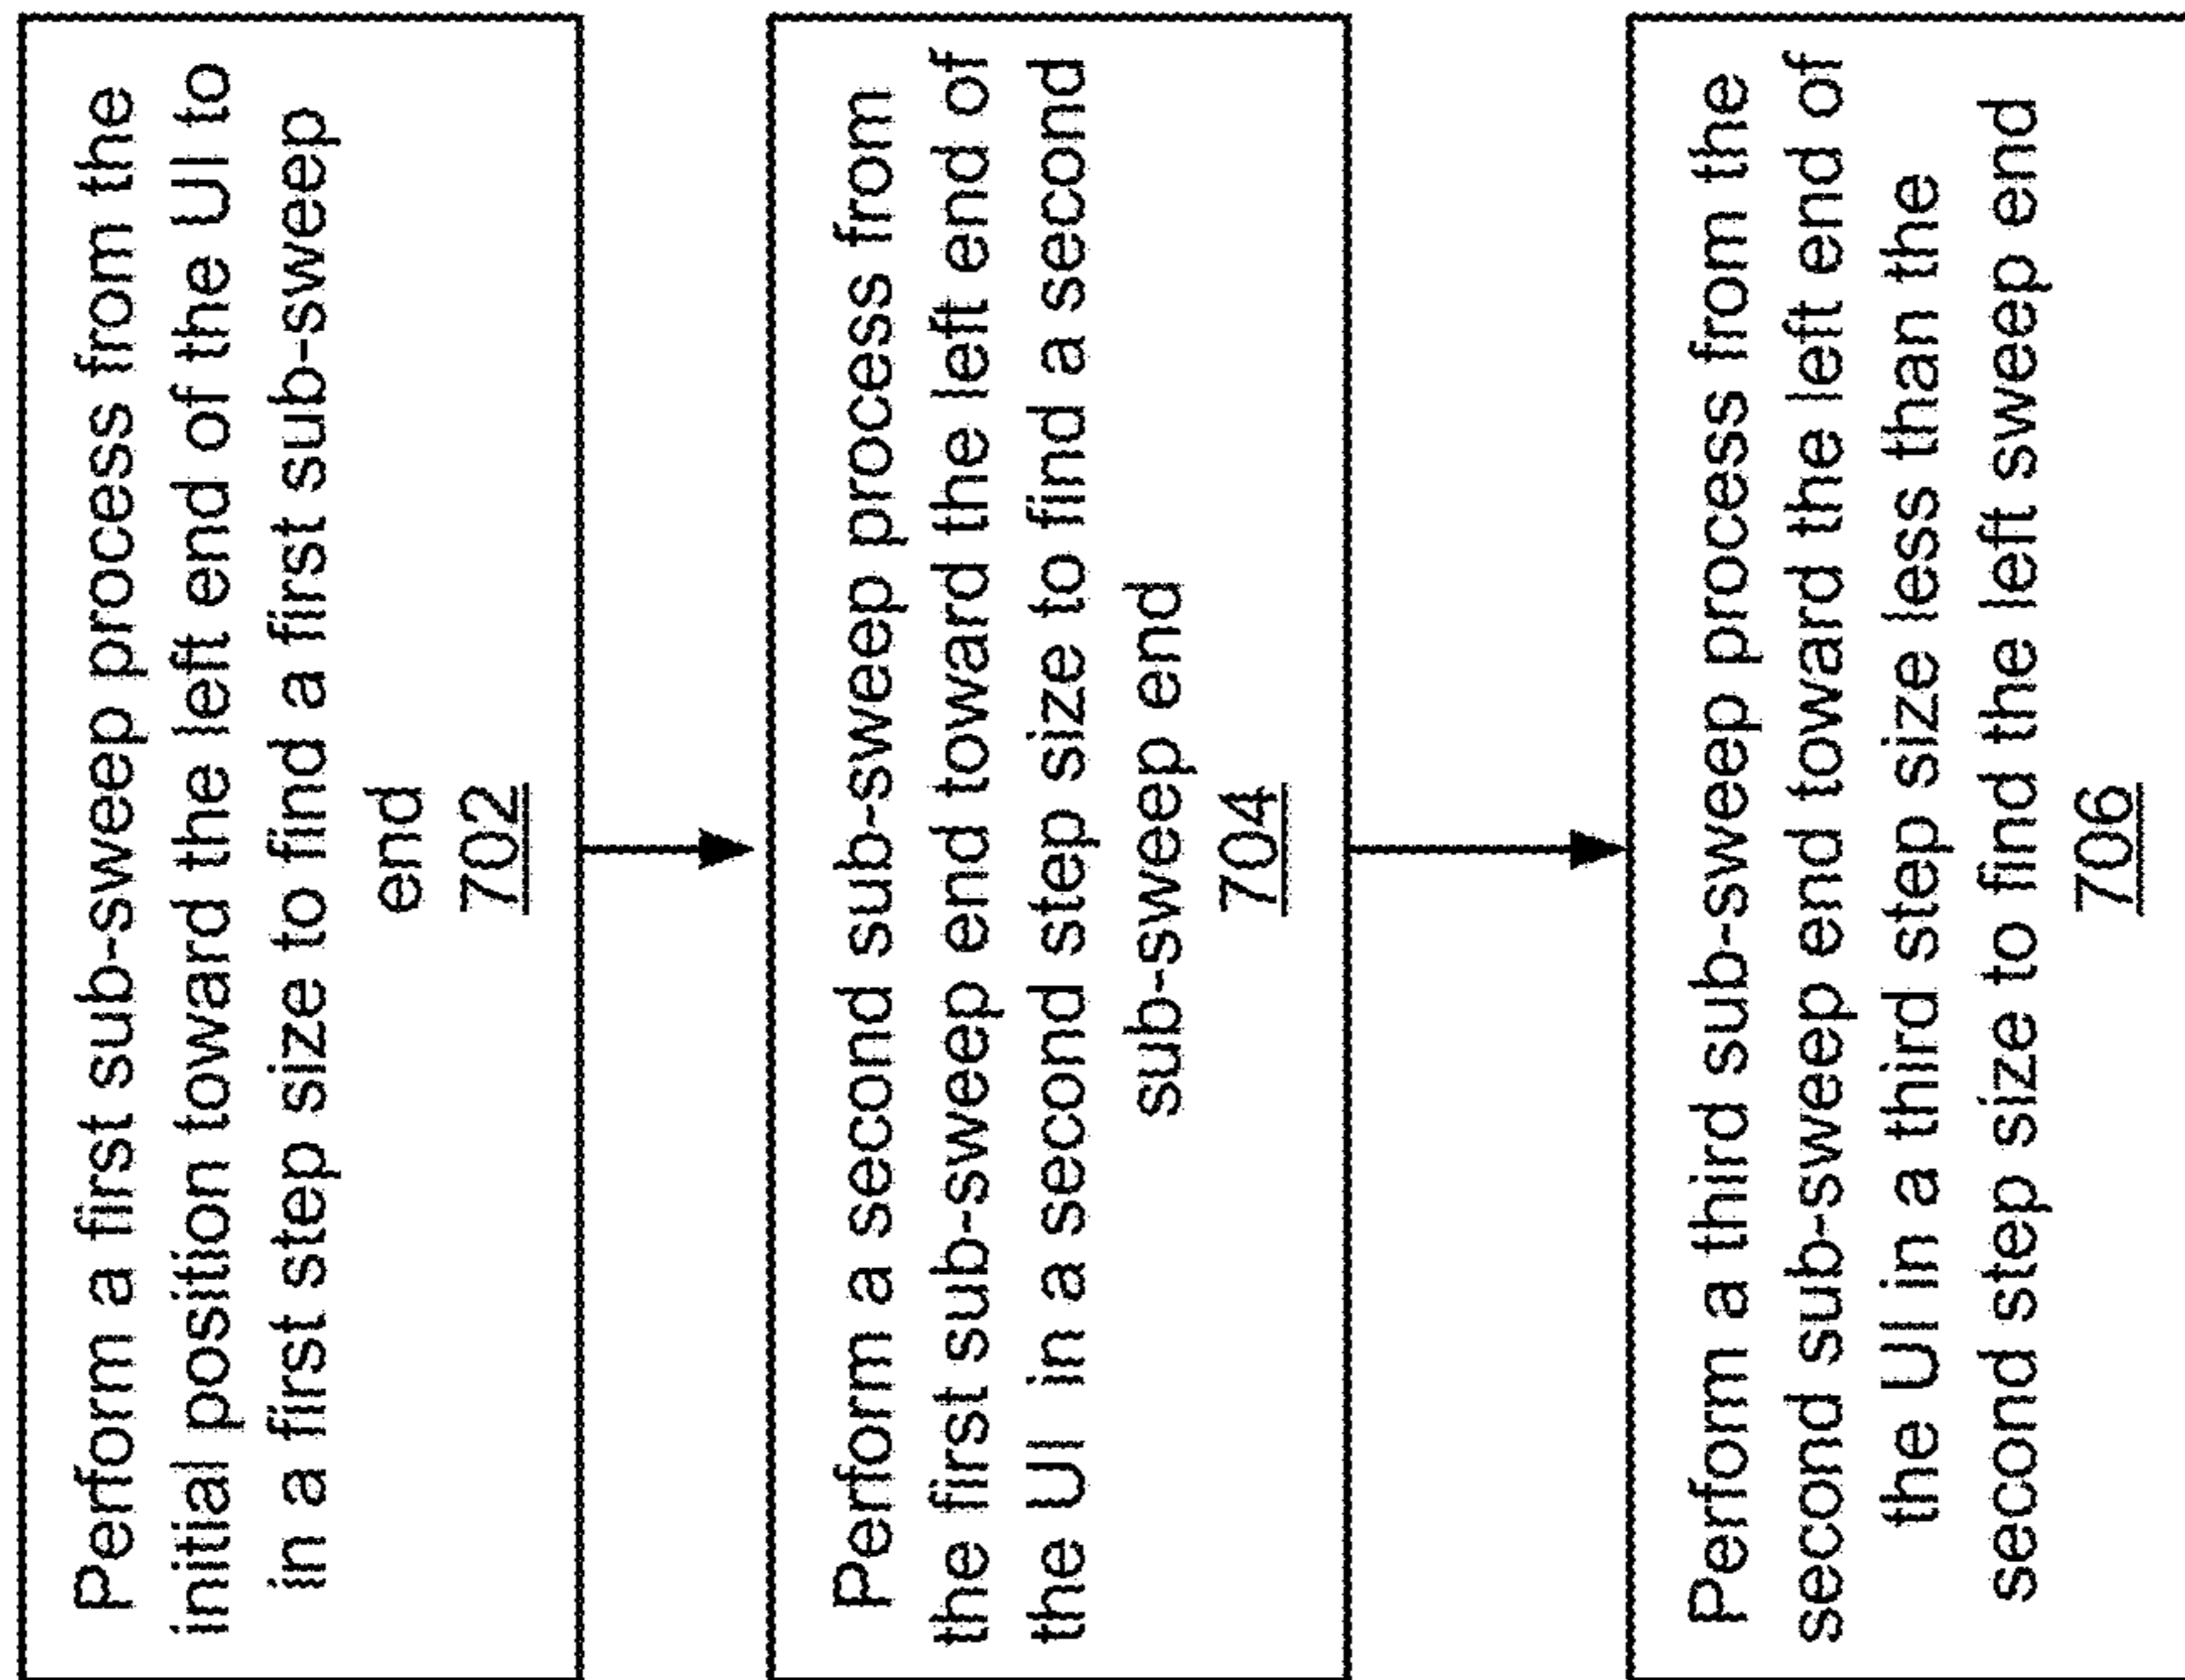 Perform a first sub-sweep process from the
initial position toward the left end of the UI to
in a first step size to find a first sub-sweep
end
702
Perform a second sub-sweep process from
the first sub-sweep end toward the left end of
the UI in a second step size to find a second
sub-sweep end
704
Perform a third sub-sweep process from the
second sub-sweep end toward the left end of
the UI in a third step size less than the
second step size to find the left sweep end
706